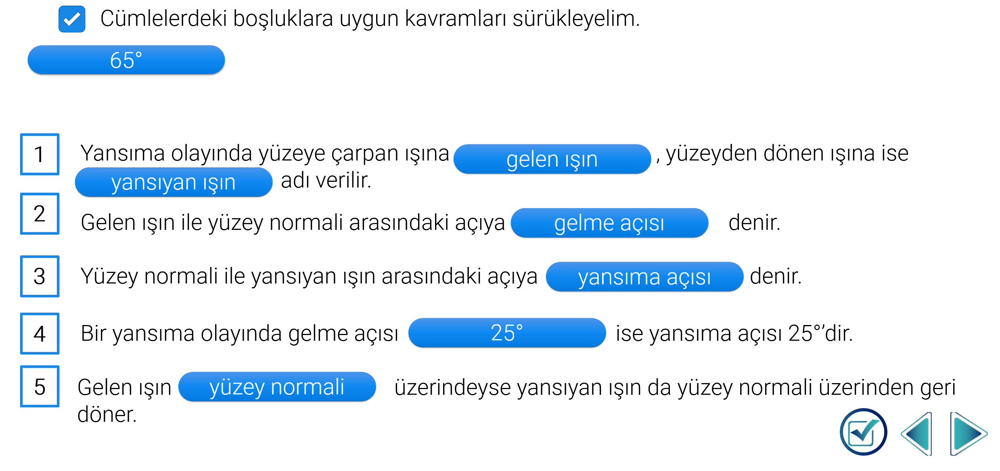 Cümlelerdeki boşluklara uygun kavramları sürükleyelim.
65°
1 Yansıma olayında yüzeye çarpan ışına gelen ışın , yüzeyden dönen ışına ise
yansıyan ışın adı verilir.
2 Gelen ışın ile yüzey normali arasındaki açıya gelme açısı denir.
3 Yüzey normali ile yansıyan ışın arasındaki açıya yansıma açısı denir.
4 Bir yansıma olayında gelme açısı 25° ise yansıma açısı 25°’dir.
5 Gelen ışın yüzey normali üzerindeyse yansıyan ışın da yüzey normali üzerinden geri
döner.